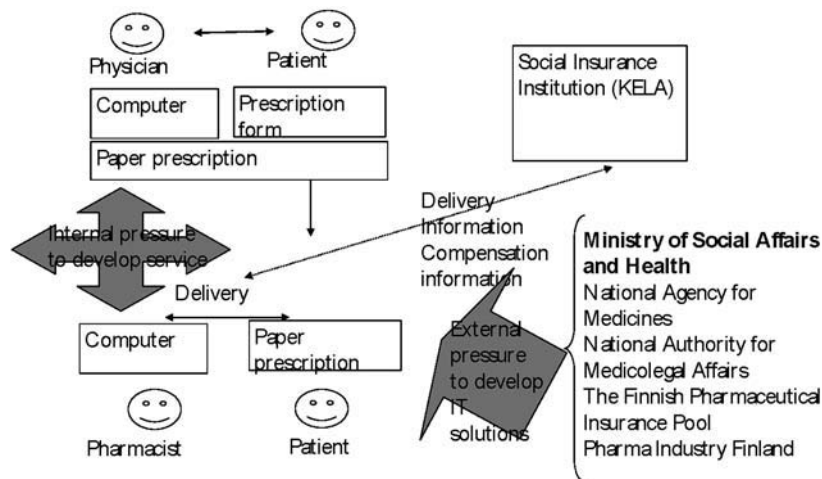 Physician
Patient
Computer
Prescription
form
Paper prescription
Social Insurance
Institution (KELA)
Internal pressure
to develop service
Delivery
Information
Compensation
information
Delivery
Computer
Paper
prescription
Pharmacist
Patient
External
pressure
to develop
IT
solutions
Ministry of Social Affairs
and Health
National Agency for
Medicines
National Authority for
Medicolegal Affairs
The Finnish Pharmaceutical
Insurance Pool
Pharma Industry Finland